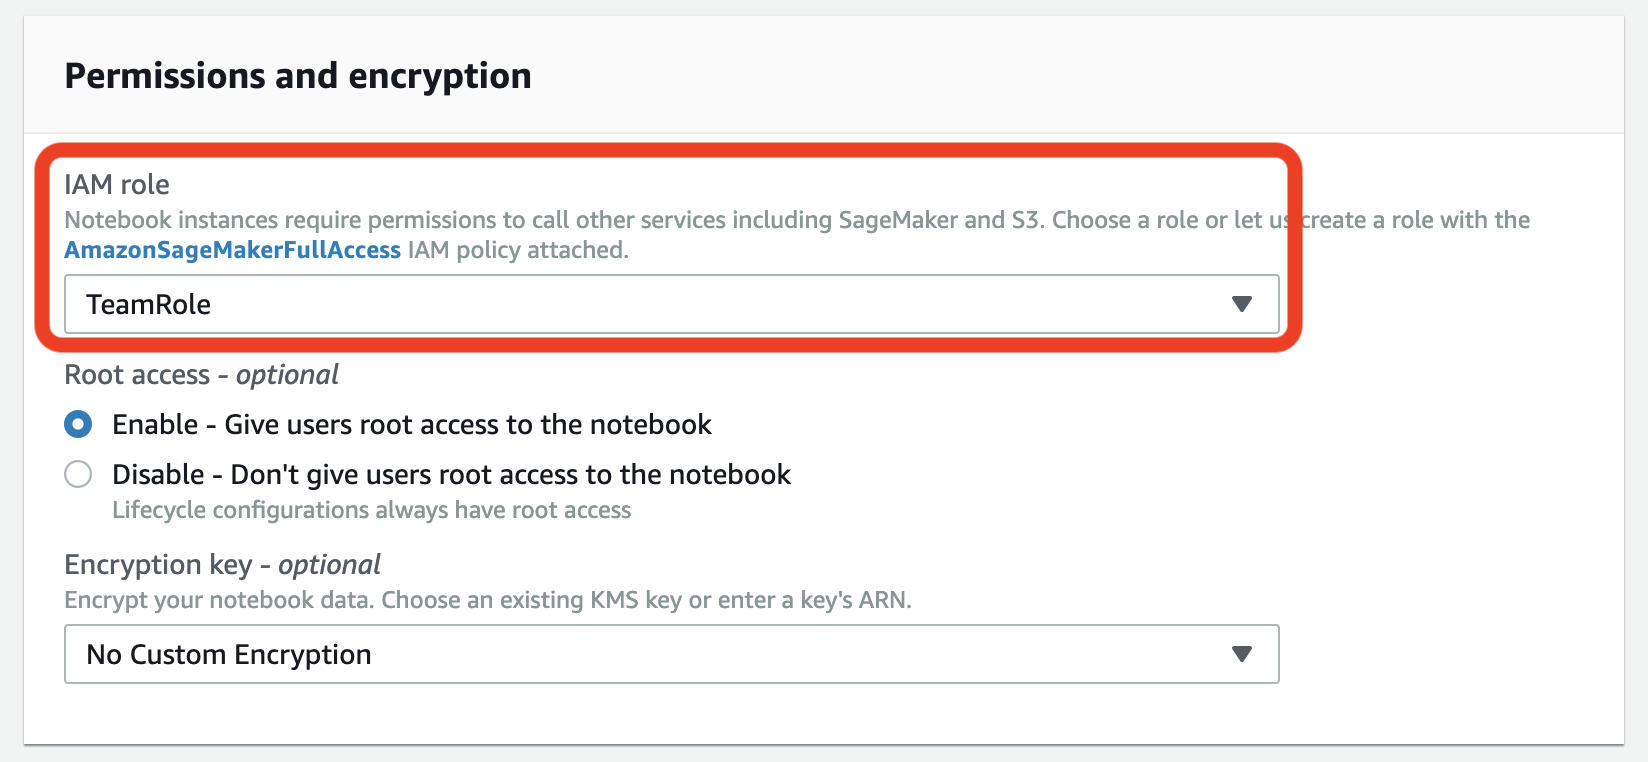 Permissions and encryption
IAM role
Notebook instances require permissions to call other services including SageMaker and S3. Choose a role or let us create a role with the
AmazonSageMakerFullAccess IAM policy attached.
TeamRole
Root access - optional
Enable - Give users root access to the notebook
Disable - Don't give users root access to the notebook
Lifecycle configurations always have root access
Encryption key - optional
Encrypt your notebook data. Choose an existing KMS key or enter a key's ARN.
No Custom Encryption